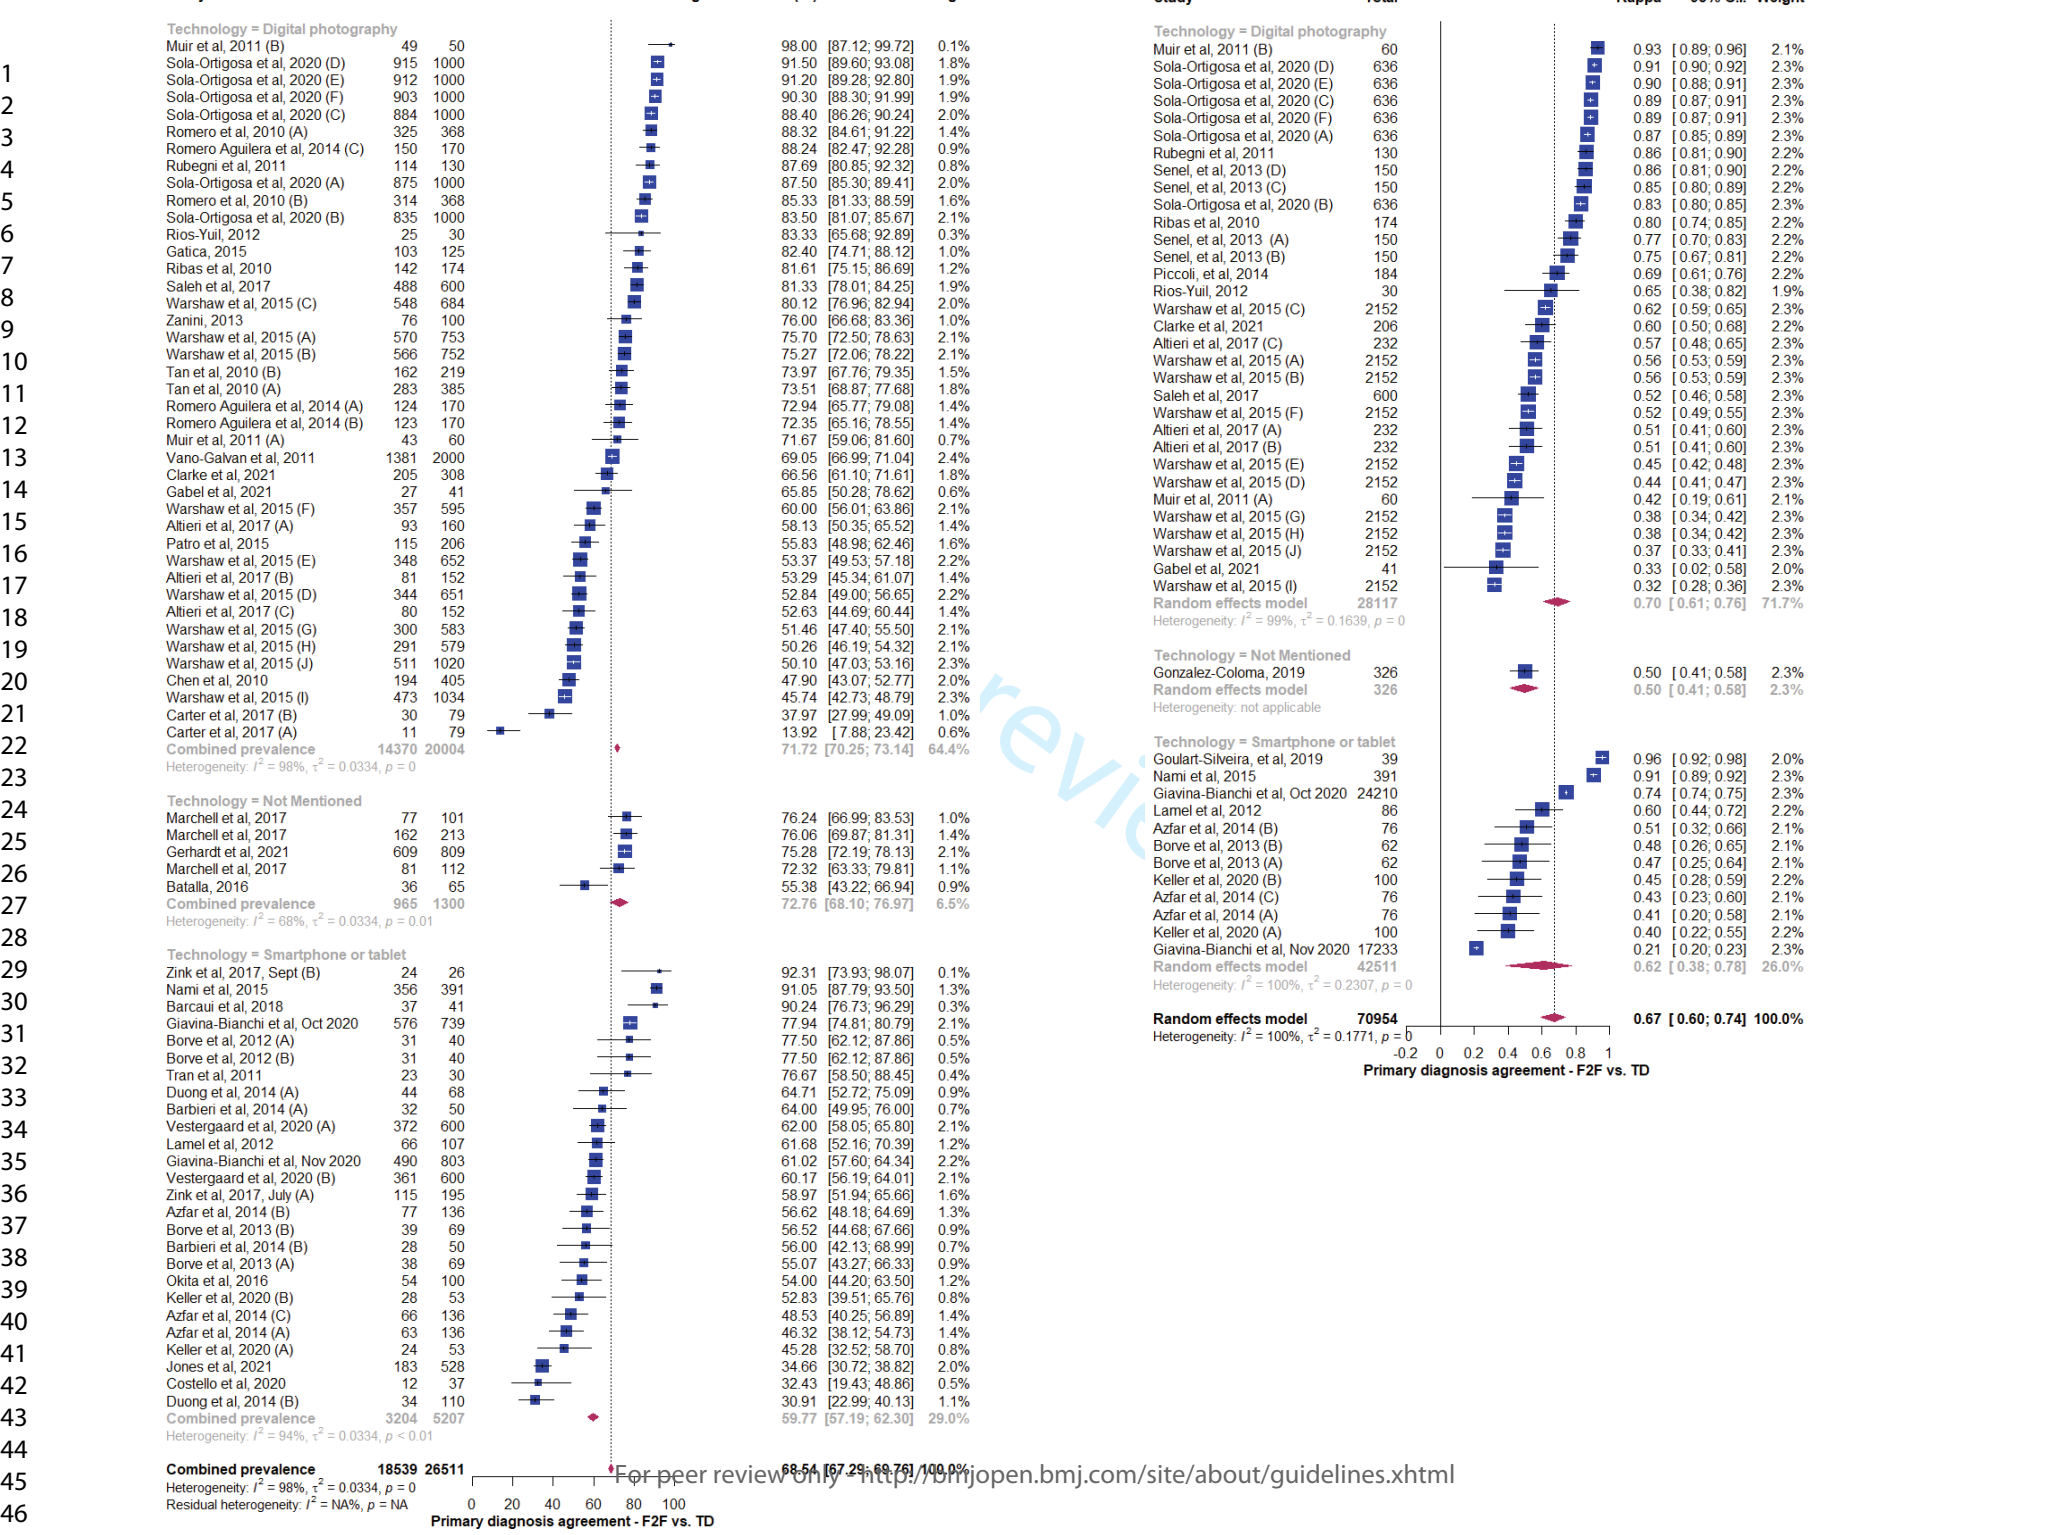 Technology = Digital photography
Muir et al, 2011 (B) 49 50 98.00 [87.12; 99.72] 0.1%
Sola-Ortigosa et al, 2020 (D) 915 1000 91.50 [89.60; 93.08] 1.8%
Sola-Ortigosa et al, 2020 (E) 912 1000 91.20 [89.28; 92.80] 1.9%
Sola-Ortigosa et al, 2020 (F) 903 1000 90.30 [88.30; 91.99] 1.9%
Sola-Ortigosa et al, 2020 (C) 884 1000 88.40 [86.26; 90.24] 2.0%
Romero et al, 2010 (A) 325 368 88.32 [84.61; 91.22] 1.4%
Romero Aguilera et al, 2014 (C) 150 170 88.24 [82.47; 92.28] 0.9%
Rubegni et al, 2011 114 130 87.69 [80.85; 92.32] 0.8%
Sola-Ortigosa et al, 2020 (A) 875 1000 87.50 [85.30; 89.41] 2.0%
Romero et al, 2010 (B) 314 368 85.33 [81.33; 88.59] 1.6%
Sola-Ortigosa et al, 2020 (B) 835 1000 83.50 [81.07; 85.67] 2.1%
Rios-Yuil, 2012 25 30 83.33 [65.68; 92.89] 0.3%
Gatica, 2015 103 125 82.40 [74.71; 88.12] 1.0%
Ribas et al, 2010 142 174 81.61 [75.15; 86.69] 1.2%
Saleh et al, 2017 488 600 81.33 [78.01; 84.25] 1.9%
Warshaw et al, 2015 (C) 548 684 80.12 [76.96; 82.94] 2.0%
Zanini, 2013 76 100 76.00 [66.68; 83.36] 1.0%
Warshaw et al, 2015 (A) 570 753 75.70 [72.50; 78.63] 2.1%
Warshaw et al, 2015 (B) 566 752 75.27 [72.06; 78.22] 2.1%
Tan et al, 2010 (B) 162 219 73.97 [67.76; 79.35] 1.5%
Tan et al, 2010 (A) 283 385 73.51 [68.87; 77.68] 1.8%
Romero Aguilera et al, 2014 (A) 124 170 72.94 [65.77; 79.08] 1.4%
Romero Aguilera et al, 2014 (B) 123 170 72.35 [65.16; 78.55] 1.4%
Muir et al, 2011 (A) 43 60 71.67 [59.06; 81.60] 0.7%
Vano-Galvan et al, 2011 1381 2000 69.05 [66.99; 71.04] 2.4%
Clarke et al, 2021 205 308 66.56 [61.10; 71.61] 1.8%
Gabel et al, 2021 27 41 65.85 [50.28; 78.62] 0.6%
Warshaw et al, 2015 (F) 357 595 60.00 [56.01; 63.86] 2.1%
Altieri et al, 2017 (A) 93 160 58.13 [50.35; 65.52] 1.4%
Patro et al, 2015 115 206 55.83 [48.98; 62.46] 1.6%
Warshaw et al, 2015 (E) 348 652 53.37 [49.53; 57.18] 2.2%
Altieri et al, 2017 (B) 81 152 53.29 [45.34; 61.07] 1.4%
Warshaw et al, 2015 (D) 344 651 52.84 [49.00; 56.65] 2.2%
Altieri et al, 2017 (C) 80 152 52.63 [44.69; 60.44] 1.4%
Warshaw et al, 2015 (G) 300 583 51.46 [47.40; 55.50] 2.1%
Warshaw et al, 2015 (H) 291 579 50.26 [46.19; 54.32] 2.1%
Warshaw et al, 2015 (J) 511 1020 50.10 [47.03; 53.16] 2.3%
Chen et al, 2010 194 405 47.90 [43.07; 52.77] 2.0%
Warshaw et al, 2015 (I) 473 1034 45.74 [42.73; 48.79] 2.3%
Carter et al, 2017 (B) 30 79 37.97 [27.99; 49.09] 1.0%
Carter et al, 2017 (A) 11 79 13.92 [ 7.88; 23.42] 0.6%
Combined prevalence 14370 20004 71.72 [70.25; 73.14] 64.4%
Heterogeneity: I² = 98%, τ² = 0.0334, p = 0
Technology = Not Mentioned
Marchell et al, 2017 77 101 76.24 [66.99; 83.53] 1.0%
Marchell et al, 2017 162 213 76.06 [69.87; 81.31] 1.4%
Gerhardt et al, 2021 609 809 75.28 [72.19; 78.13] 2.1%
Marchell et al, 2017 81 112 72.32 [63.33; 79.81] 1.1%
Batalla, 2016 36 65 55.38 [43.22; 66.94] 0.9%
Combined prevalence 965 1300 72.76 [68.10; 76.97] 6.5%
Heterogeneity: I² = 68%, τ² = 0.0334, p = 0.01
Technology = Smartphone or tablet
Zink et al, 2017, Sept (B) 24 26 92.31 [73.93; 98.07] 0.1%
Nami et al, 2015 356 391 91.05 [87.79; 93.50] 1.3%
Barcaui et al, 2018 37 41 90.24 [76.73; 96.29] 0.3%
Giavina-Bianchi et al, Oct 2020 576 739 77.94 [74.81; 80.79] 2.1%
Borve et al, 2012 (A) 31 40 77.50 [62.12; 87.86] 0.5%
Borve et al, 2012 (B) 31 40 77.50 [62.12; 87.86] 0.5%
Tran et al, 2011 23 30 76.67 [58.50; 88.45] 0.4%
Duong et al, 2014 (A) 44 68 64.71 [52.72; 75.09] 0.9%
Barbieri et al, 2014 (A) 32 50 64.00 [49.95; 76.00] 0.7%
Vestergaard et al, 2020 (A) 372 600 62.00 [58.05; 65.80] 2.1%
Lamel et al, 2012 66 107 61.68 [52.16; 70.39] 1.2%
Giavina-Bianchi et al, Nov 2020 490 803 61.02 [57.60; 64.34] 2.2%
Vestergaard et al, 2020 (B) 361 600 60.17 [56.19; 64.01] 2.1%
Zink et al, 2017, July (A) 115 195 58.97 [51.94; 65.66] 1.6%
Azfar et al, 2014 (B) 77 136 56.62 [48.18; 64.69] 1.3%
Borve et al, 2013 (B) 39 69 56.52 [44.68; 67.66] 0.9%
Barbieri et al, 2014 (B) 28 50 56.00 [42.13; 68.99] 0.7%
Borve et al, 2013 (A) 38 69 55.07 [43.27; 66.33] 0.9%
Okita et al, 2016 54 100 54.00 [44.20; 63.50] 1.2%
Keller et al, 2020 (B) 28 53 52.83 [39.51; 65.76] 0.8%
Azfar et al, 2014 (C) 66 136 48.53 [40.25; 56.89] 1.4%
Azfar et al, 2014 (A) 63 136 46.32 [38.12; 54.73] 1.4%
Keller et al, 2020 (A) 24 53 45.28 [32.52; 58.70] 0.8%
Jones et al, 2021 183 528 34.66 [30.72; 38.82] 2.0%
Costello et al, 2020 12 37 32.43 [19.43; 48.86] 0.5%
Duong et al, 2014 (B) 34 110 30.91 [22.99; 40.13] 1.1%
Combined prevalence 3204 5207 59.77 [57.19; 62.30] 29.0%
Heterogeneity: I² = 94%, τ² = 0.0334, p < 0.01
Combined prevalence 18539 26511 68.54 [67.29; 69.76] 100.0%
Heterogeneity: I² = 98%, τ² = 0.0334, p = 0
Residual heterogeneity: I² = NA%, p = NA
0 20 40 60 80 100
Primary diagnosis agreement - F2F vs. TD
Study Total Kappa 95% C.I. Weight
Technology = Digital photography
Muir et al, 2011 (B) 60 0.93 [0.89; 0.96] 2.1%
Sola-Ortigosa et al, 2020 (D) 636 0.91 [0.90; 0.92] 2.3%
Sola-Ortigosa et al, 2020 (E) 636 0.90 [0.88; 0.91] 2.3%
Sola-Ortigosa et al, 2020 (C) 636 0.89 [0.87; 0.91] 2.3%
Sola-Ortigosa et al, 2020 (F) 636 0.89 [0.87; 0.91] 2.3%
Sola-Ortigosa et al, 2020 (A) 636 0.87 [0.85; 0.89] 2.3%
Rubegni et al, 2011 130 0.86 [0.81; 0.90] 2.2%
Senel, et al, 2013 (D) 150 0.86 [0.81; 0.90] 2.2%
Senel, et al, 2013 (C) 150 0.85 [0.80; 0.89] 2.2%
Sola-Ortigosa et al, 2020 (B) 636 0.83 [0.80; 0.85] 2.3%
Ribas et al, 2010 174 0.80 [0.74; 0.85] 2.2%
Senel, et al, 2013 (A) 150 0.77 [0.70; 0.83] 2.2%
Senel, et al, 2013 (B) 150 0.75 [0.67; 0.81] 2.2%
Piccoli, et al, 2014 184 0.69 [0.61; 0.76] 2.2%
Rios-Yuil, 2012 30 0.65 [0.38; 0.82] 1.9%
Warshaw et al, 2015 (C) 2152 0.62 [0.59; 0.65] 2.3%
Clarke et al, 2021 206 0.60 [0.50; 0.68] 2.2%
Altieri et al, 2017 (C) 232 0.57 [0.48; 0.65] 2.3%
Warshaw et al, 2015 (A) 2152 0.56 [0.53; 0.59] 2.3%
Warshaw et al, 2015 (B) 2152 0.56 [0.53; 0.59] 2.3%
Saleh et al, 2017 600 0.52 [0.46; 0.58] 2.3%
Warshaw et al, 2015 (F) 2152 0.52 [0.49; 0.55] 2.3%
Altieri et al, 2017 (A) 232 0.51 [0.41; 0.60] 2.2%
Altieri et al, 2017 (B) 232 0.51 [0.41; 0.60] 2.2%
Warshaw et al, 2015 (E) 2152 0.45 [0.42; 0.48] 2.3%
Warshaw et al, 2015 (D) 2152 0.44 [0.41; 0.47] 2.3%
Muir et al, 2011 (A) 60 0.42 [0.19; 0.61] 2.1%
Warshaw et al, 2015 (G) 2152 0.38 [0.34; 0.42] 2.3%
Warshaw et al, 2015 (H) 2152 0.38 [0.34; 0.42] 2.3%
Warshaw et al, 2015 (J) 2152 0.37 [0.33; 0.41] 2.3%
Gabel et al, 2021 41 0.33 [0.02; 0.58] 2.0%
Warshaw et al, 2015 (I) 2152 0.32 [0.28; 0.36] 2.3%
Random effects model 28117 0.70 [0.61; 0.76] 71.7%
Heterogeneity: I² = 99%, τ² = 0.1639, p = 0
Technology = Not Mentioned
Gonzalez-Coloma, 2019 326 0.50 [0.41; 0.58] 2.3%
Random effects model 326 0.50 [0.41; 0.58] 2.3%
Heterogeneity: not applicable
Technology = Smartphone or tablet
Goulart-Silveira, et al, 2019 39 0.96 [0.92; 0.98] 2.0%
Nami et al, 2015 391 0.91 [0.89; 0.92] 2.3%
Giavina-Bianchi et al, Oct 2020 24210 0.74 [0.74; 0.75] 2.3%
Lamel et al, 2012 86 0.60 [0.44; 0.72] 2.2%
Azfar et al, 2014 (B) 76 0.51 [0.32; 0.66] 2.1%
Borve et al, 2013 (B) 62 0.48 [0.26; 0.65] 2.1%
Borve et al, 2013 (A) 62 0.47 [0.25; 0.64] 2.1%
Keller et al, 2020 (B) 100 0.45 [0.28; 0.59] 2.2%
Azfar et al, 2014 (C) 76 0.43 [0.23; 0.60] 2.1%
Azfar et al, 2014 (A) 76 0.41 [0.20; 0.58] 2.1%
Keller et al, 2020 (A) 100 0.40 [0.22; 0.55] 2.2%
Giavina-Bianchi et al, Nov 2020 17233 0.21 [0.20; 0.23] 2.3%
Random effects model 42511 0.62 [0.38; 0.78] 26.0%
Heterogeneity: I² = 100%, τ² = 0.2307, p = 0
Random effects model 70954 0.67 [0.60; 0.74] 100.0%
Heterogeneity: I² = 100%, τ² = 0.1771, p = 0
-0.2 0 0.2 0.4 0.6 0.8 1
Primary diagnosis agreement - F2F vs. TD
1
2
3
4
5
6
7
8
9
10
11
12
13
14
15
16
17
18
19
20
21
22
23
24
25
26
27
28
29
30
31
32
33
34
35
36
37
38
39
40
41
42
43
44
45
46
For peer review only - http://bmjopen.bmj.com/site/about/guidelines.xhtml